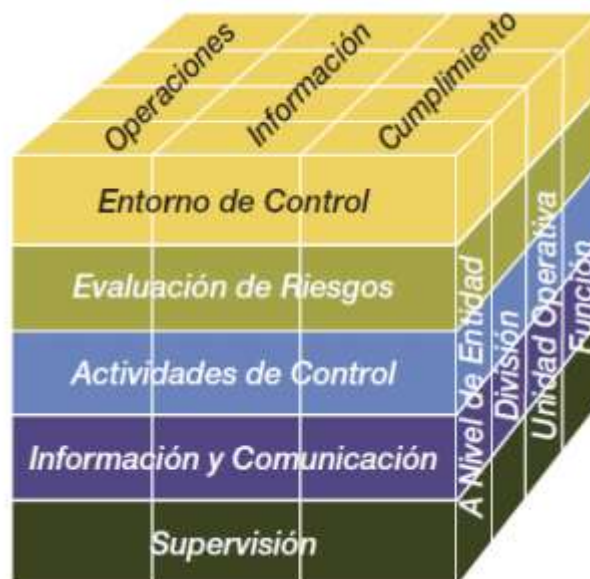 Operaciones
Información
Cumplimiento
Entorno de Control
Evaluación de Riesgos
Actividades de Control
Información y Comunicación
Supervisión
A Nivel de Entidad
División
Unidad Operativa
Función